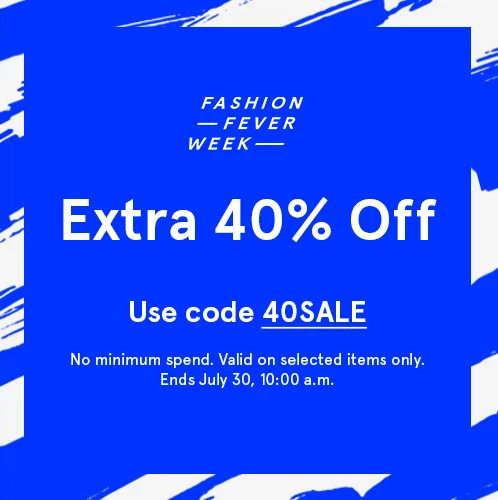 FASHION
— FEVER
WEEK —
Extra 40% Off
Use code 40SALE
No minimum spend. Valid on selected items only.
Ends July 30, 10:00 a.m.